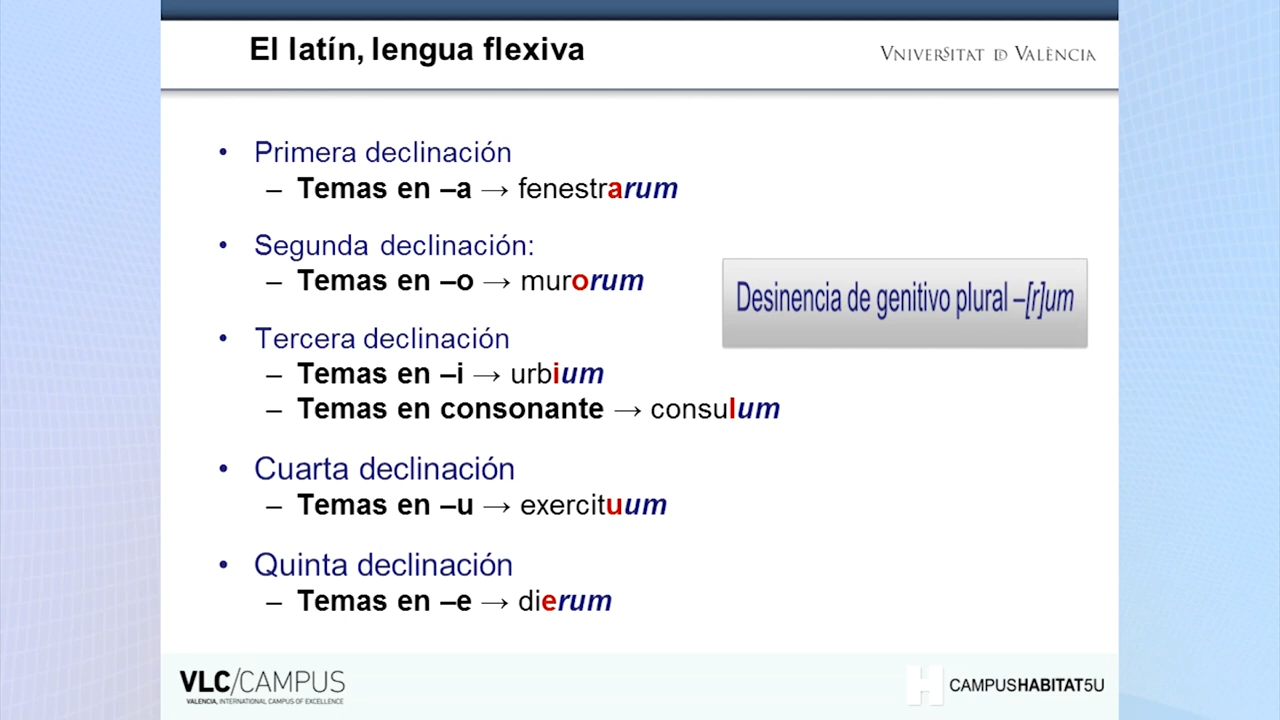 El latín, lengua flexiva
VNIVERSITAT DE VALÈNCIA
• Primera declinación
– Temas en –a → fenestrarum
• Segunda declinación:
– Temas en –o → murorum
Desinencia de genitivo plural –[r]um
• Tercera declinación
– Temas en –i → urbium
– Temas en consonante → consulum
• Cuarta declinación
– Temas en –u → exercituum
• Quinta declinación
– Temas en –e → dierum
VLC/CAMPUS
VALENCIA, INTERNATIONAL CAMPUS OF EXCELLENCE
H CAMPUSHABITAT5U